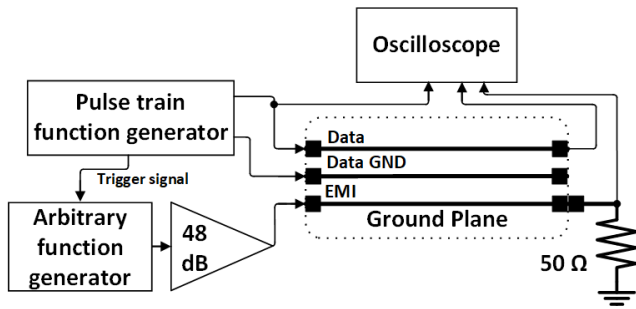 Oscilloscope
Pulse train
function generator
Data
Data GND
Trigger signal
EMI
Ground Plane
Arbitrary
function
generator
48
dB
50 Ω